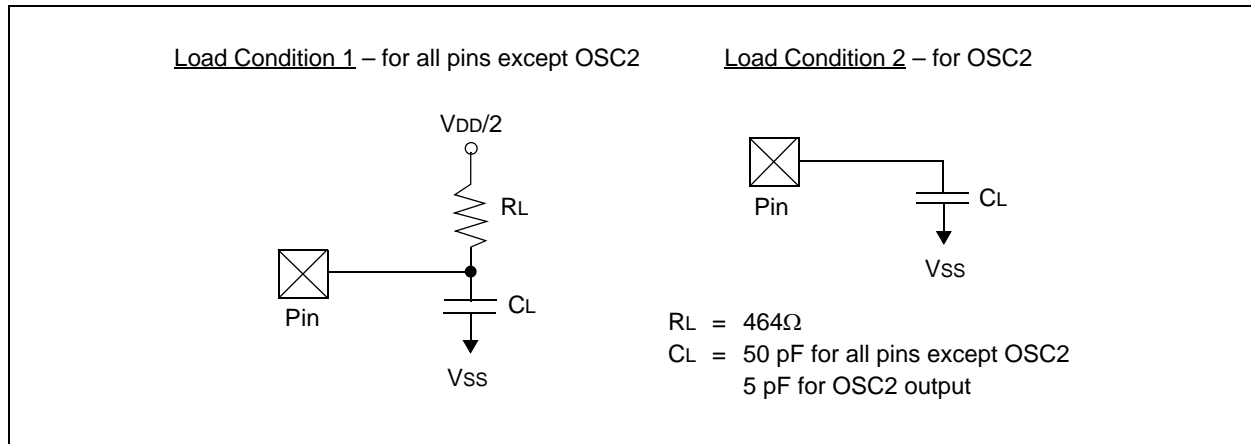 Load Condition 1 – for all pins except OSC2
VDD/2
RL
Pin
CL
VSS
Load Condition 2 – for OSC2
Pin
CL
VSS
RL = 464Ω
CL = 50 pF for all pins except OSC2
5 pF for OSC2 output